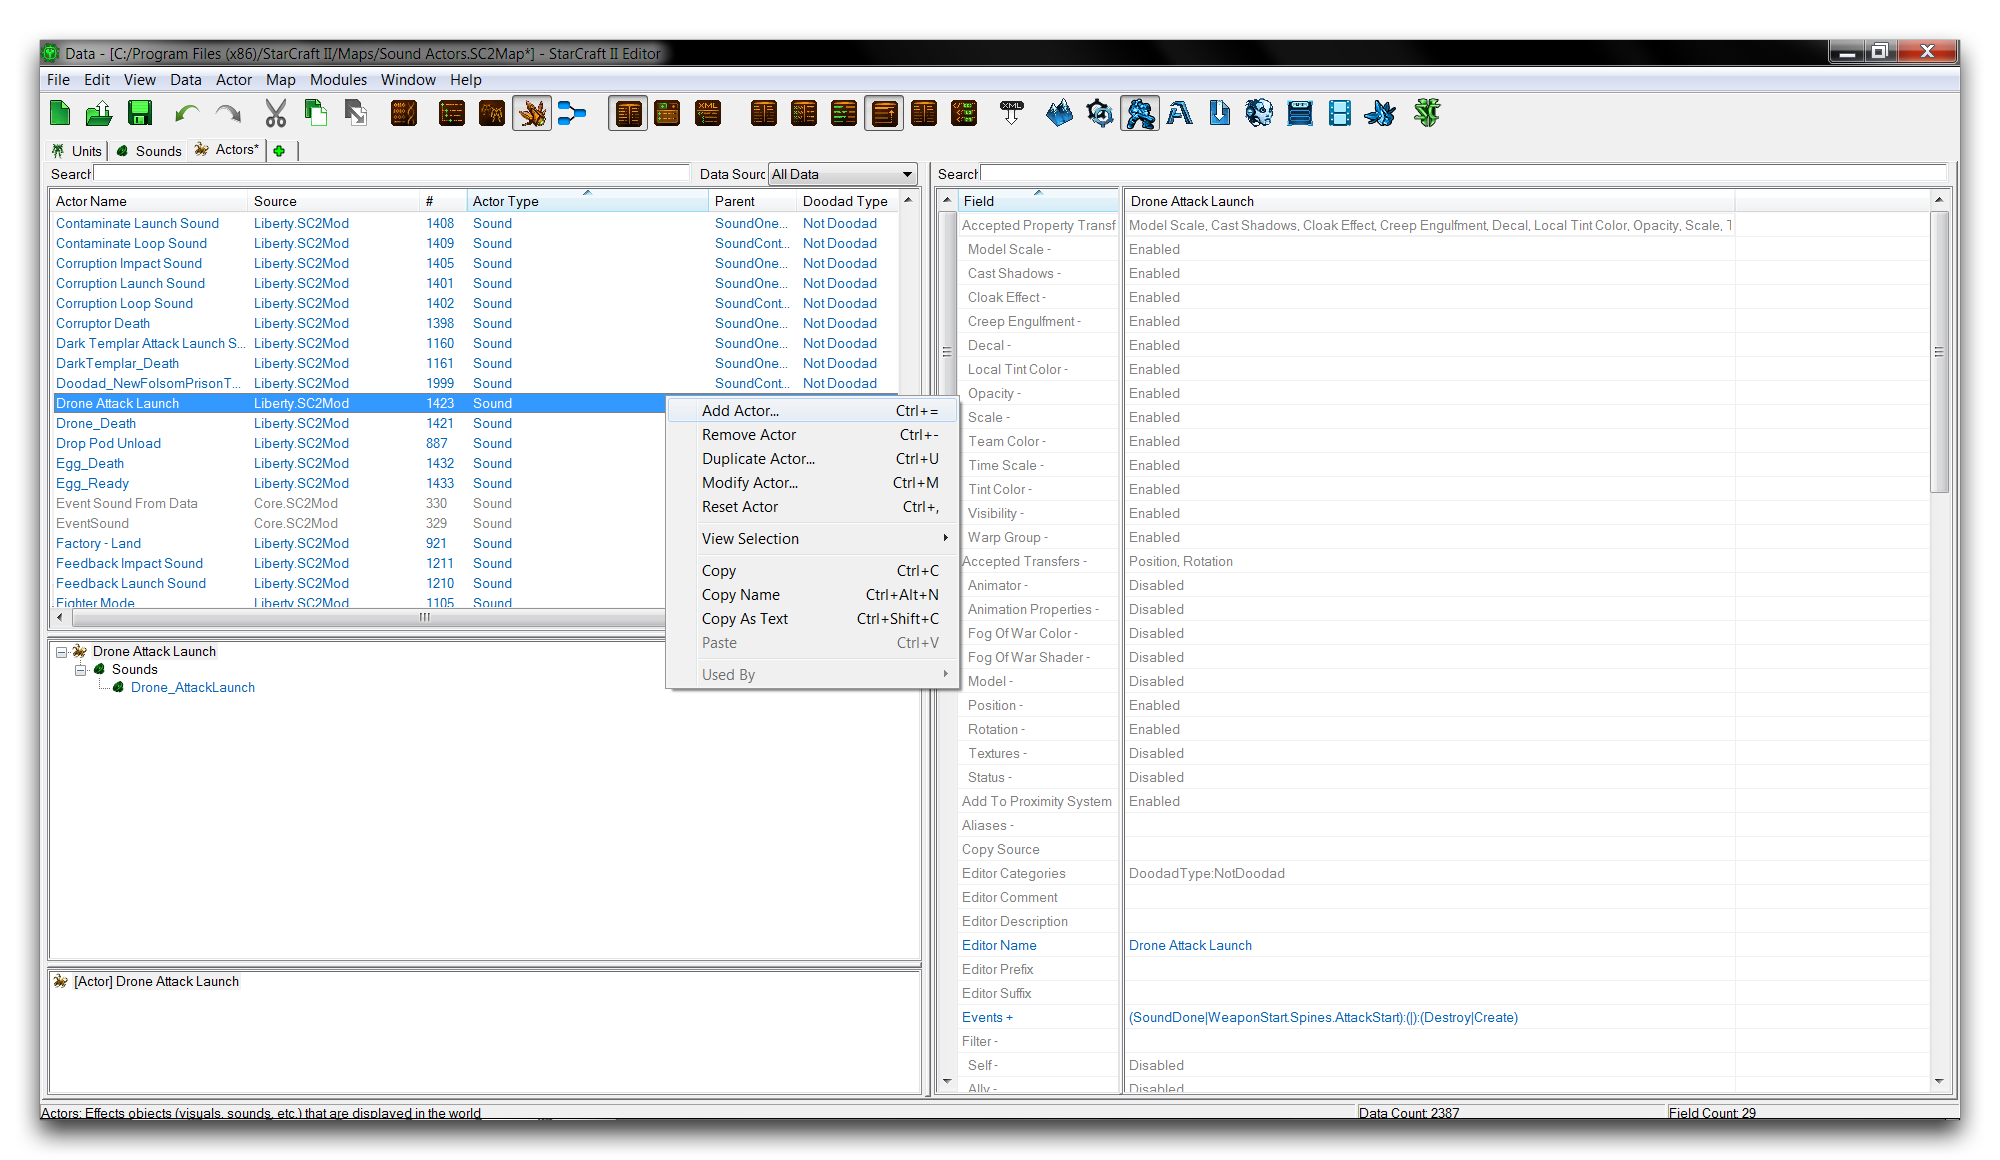 Data - [C:/Program Files (x86)/StarCraft II/Maps/Sound Actors.SC2Map*] - StarCraft II Editor
File Edit View Data Actor Map Modules Window Help
XML XML
Units Sounds Actors*
Search Data Sourc All Data Search
Actor Name Source # Actor Type Parent Doodad Type
Contaminate Launch Sound Liberty.SC2Mod 1408 Sound SoundOne... Not Doodad
Contaminate Loop Sound Liberty.SC2Mod 1409 Sound SoundCont... Not Doodad
Corruption Impact Sound Liberty.SC2Mod 1405 Sound SoundOne... Not Doodad
Corruption Launch Sound Liberty.SC2Mod 1401 Sound SoundOne... Not Doodad
Corruption Loop Sound Liberty.SC2Mod 1402 Sound SoundCont... Not Doodad
Corruptor Death Liberty.SC2Mod 1398 Sound SoundOne... Not Doodad
Dark Templar Attack Launch S... Liberty.SC2Mod 1160 Sound SoundOne... Not Doodad
DarkTemplar_Death Liberty.SC2Mod 1161 Sound SoundOne... Not Doodad
Doodad_NewFolsomPrisonT... Liberty.SC2Mod 1999 Sound SoundCont... Not Doodad
Drone Attack Launch Liberty.SC2Mod 1423 Sound
Drone_Death Liberty.SC2Mod 1421 Sound
Drop Pod Unload Liberty.SC2Mod 887 Sound
Egg_Death Liberty.SC2Mod 1432 Sound
Egg_Ready Liberty.SC2Mod 1433 Sound
Event Sound From Data Core.SC2Mod 330 Sound
EventSound Core.SC2Mod 329 Sound
Factory - Land Liberty.SC2Mod 921 Sound
Feedback Impact Sound Liberty.SC2Mod 1211 Sound
Feedback Launch Sound Liberty.SC2Mod 1210 Sound
Fighter Mode Liberty.SC2Mod 1105 Sound
Add Actor... Ctrl+=
Remove Actor Ctrl+-
Duplicate Actor... Ctrl+U
Modify Actor... Ctrl+M
Reset Actor Ctrl+,
View Selection
Copy Ctrl+C
Copy Name Ctrl+Alt+N
Copy As Text Ctrl+Shift+C
Paste Ctrl+V
Used By
Drone Attack Launch
Sounds
Drone_AttackLaunch
[Actor] Drone Attack Launch
Field Drone Attack Launch
Accepted Property Transf Model Scale, Cast Shadows, Cloak Effect, Creep Engulfment, Decal, Local Tint Color, Opacity, Scale, T
Model Scale - Enabled
Cast Shadows - Enabled
Cloak Effect - Enabled
Creep Engulfment - Enabled
Decal - Enabled
Local Tint Color - Enabled
Opacity - Enabled
Scale - Enabled
Team Color - Enabled
Time Scale - Enabled
Tint Color - Enabled
Visibility - Enabled
Warp Group - Enabled
Accepted Transfers - Position, Rotation
Animator - Disabled
Animation Properties - Disabled
Fog Of War Color - Disabled
Fog Of War Shader - Disabled
Model - Disabled
Position - Enabled
Rotation - Enabled
Textures - Disabled
Status - Disabled
Add To Proximity System Enabled
Aliases -
Copy Source
Editor Categories DoodadType:NotDoodad
Editor Comment
Editor Description
Editor Name Drone Attack Launch
Editor Prefix
Editor Suffix
Events + (SoundDone|WeaponStart.Spines.AttackStart):(|):(Destroy|Create)
Filter -
Self - Disabled
Ally - Disabled
Actors: Effects objects (visuals, sounds, etc.) that are displayed in the world Data Count: 2387 Field Count: 29